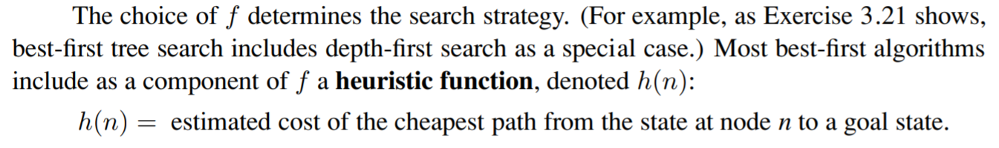 The choice of f determines the search strategy. (For example, as Exercise 3.21 shows,
best-first tree search includes depth-first search as a special case.) Most best-first algorithms
include as a component of f a heuristic function, denoted h(n):
h(n) = estimated cost of the cheapest path from the state at node n to a goal state.